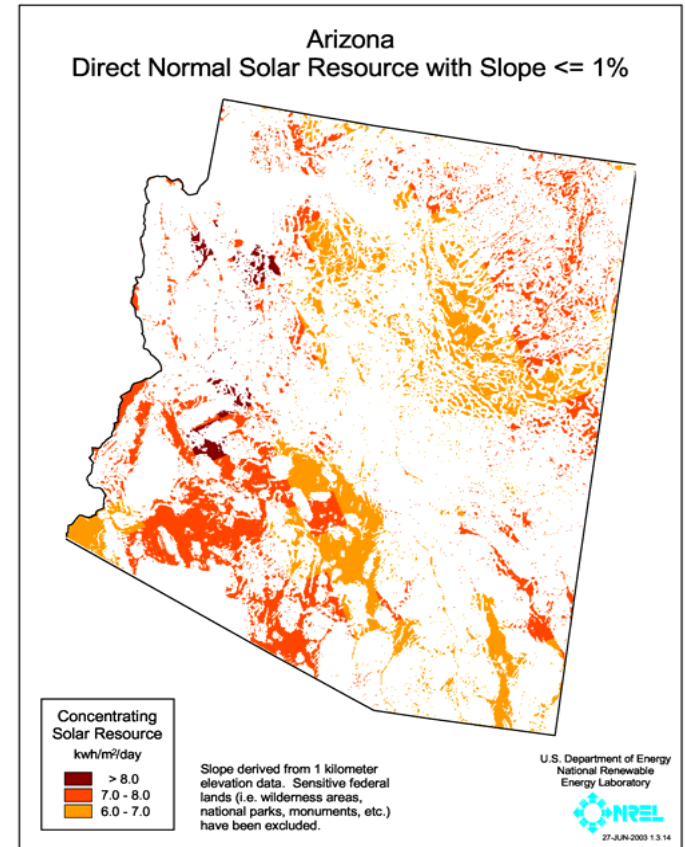 Arizona
Direct Normal Solar Resource with Slope <= 1%
Concentrating
Solar Resource
kwh/m²/day
> 8.0
7.0 - 8.0
6.0 - 7.0
Slope derived from 1 kilometer
elevation data. Sensitive federal
lands (i.e. wilderness areas,
national parks, monuments, etc.)
have been excluded.
U.S. Department of Energy
National Renewable
Energy Laboratory
NREL
27-JUN-2003 1.3.14